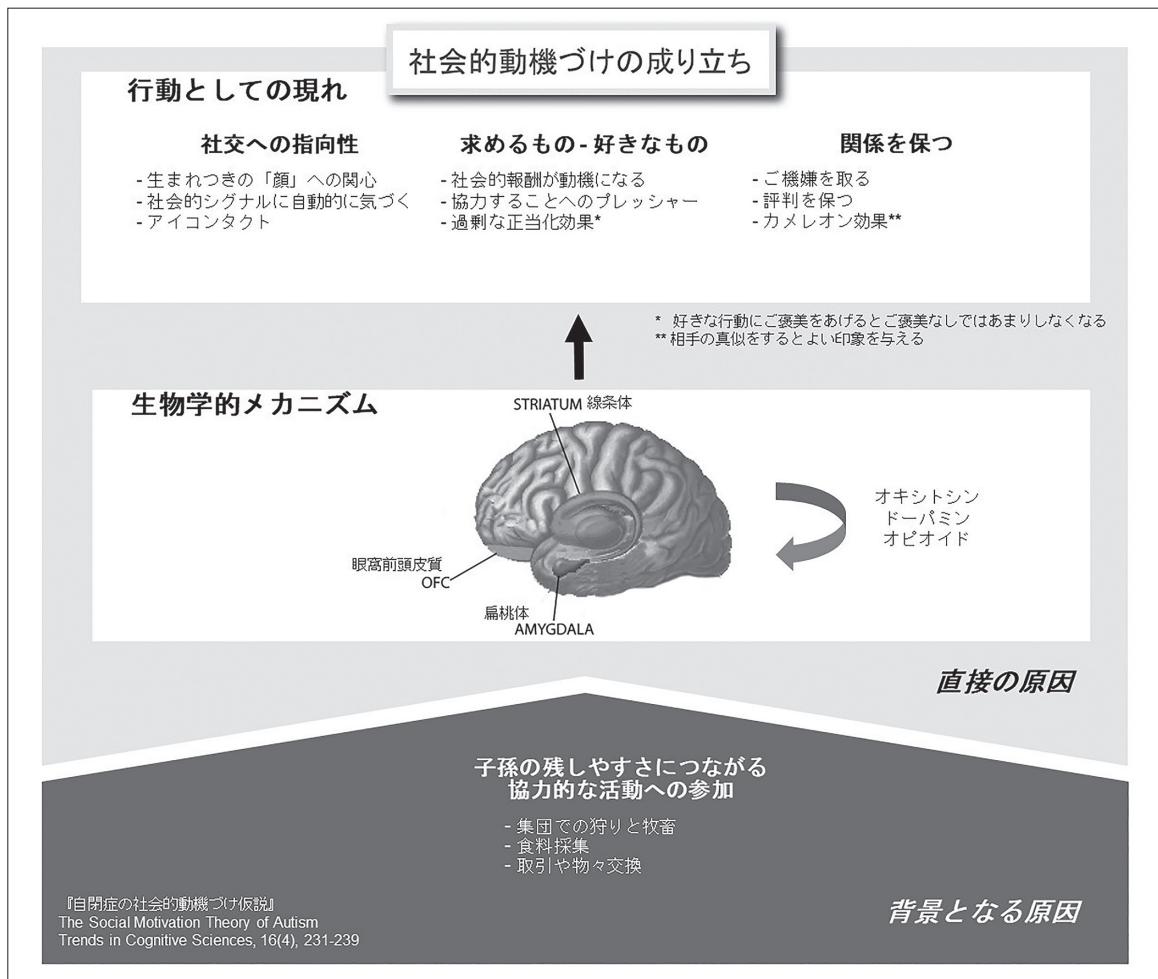 社会的動機づけの成り立ち
行動としての現れ
社交への指向性
- 生まれつきの「顔」への関心
- 社会的シグナルに自動的に気づく
- アイコンタクト
求めるもの - 好きなもの
- 社会的報酬が動機になる
- 協力することへのプレッシャー
- 過剰な正当化効果*
関係を保つ
- ご機嫌を取る
- 評判を保つ
- カメレオン効果**
* 好きな行動にご褒美をあげるとご褒美なしではあまりしなくなる
** 相手の真似をするとよい印象を与える
生物学的メカニズム
STRIATUM 線条体
眼窩前頭皮質
OFC
扁桃体
AMYGDALA
オキシトシン
ドーパミン
オピオイド
直接の原因
子孫の残しやすさにつながる
協力的な活動への参加
- 集団での狩りと牧畜
- 食料採集
- 取引や物々交換
『自閉症の社会的動機づけ仮説』
The Social Motivation Theory of Autism
Trends in Cognitive Sciences, 16(4), 231-239
背景となる原因